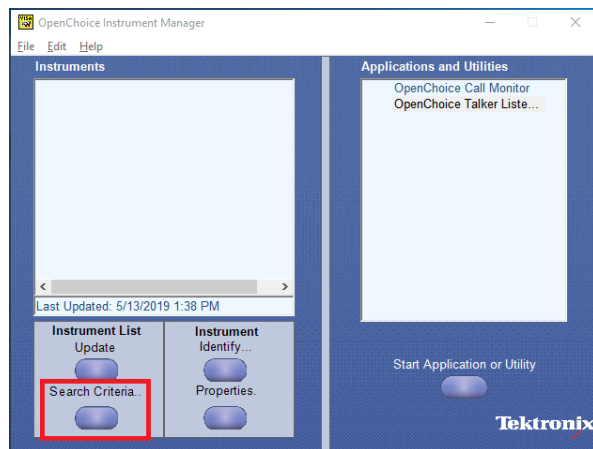 OpenChoice Instrument Manager
File Edit Help
Instruments
Last Updated: 5/13/2019 1:38 PM
Instrument List
Update
Search Criteria..
Instrument
Identify...
Properties.
Applications and Utilities
OpenChoice Call Monitor
OpenChoice Talker Liste...
Start Application or Utility
Tektronix